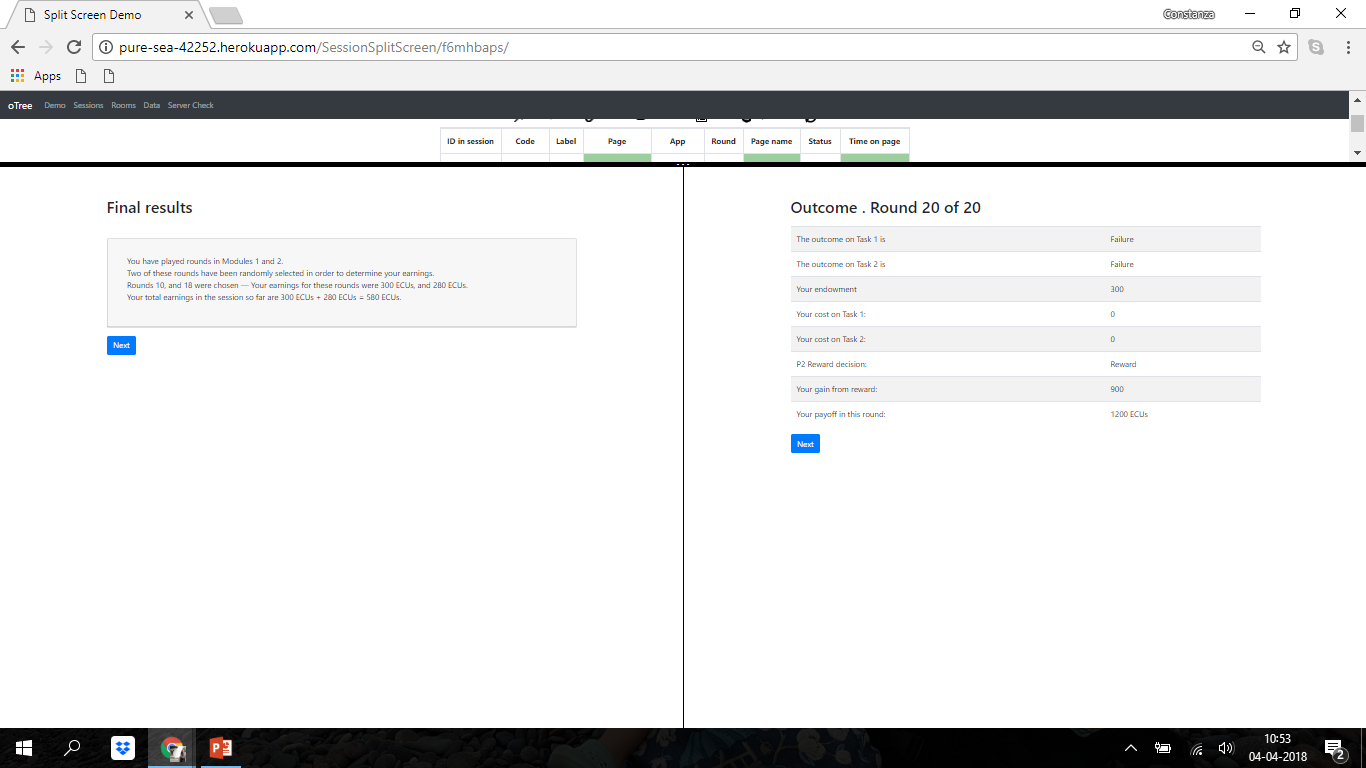 Split Screen Demo
Constanza
pure-sea-42252.herokuapp.com/SessionSplitScreen/f6mhbaps/
Apps
oTree Demo Sessions Rooms Data Server Check
ID in session Code Label Page App Round Page name Status Time on page
Final results
You have played rounds in Modules 1 and 2.
Two of these rounds have been randomly selected in order to determine your earnings.
Rounds 10, and 18 were chosen — Your earnings for these rounds were 300 ECUs, and 280 ECUs.
Your total earnings in the session so far are 300 ECUs + 280 ECUs = 580 ECUs.
Next
Outcome . Round 20 of 20
The outcome on Task 1 is Failure
The outcome on Task 2 is Failure
Your endowment 300
Your cost on Task 1: 0
Your cost on Task 2: 0
P2 Reward decision: Reward
Your gain from reward: 900
Your payoff in this round: 1200 ECUs
Next
10:53
04-04-2018
2